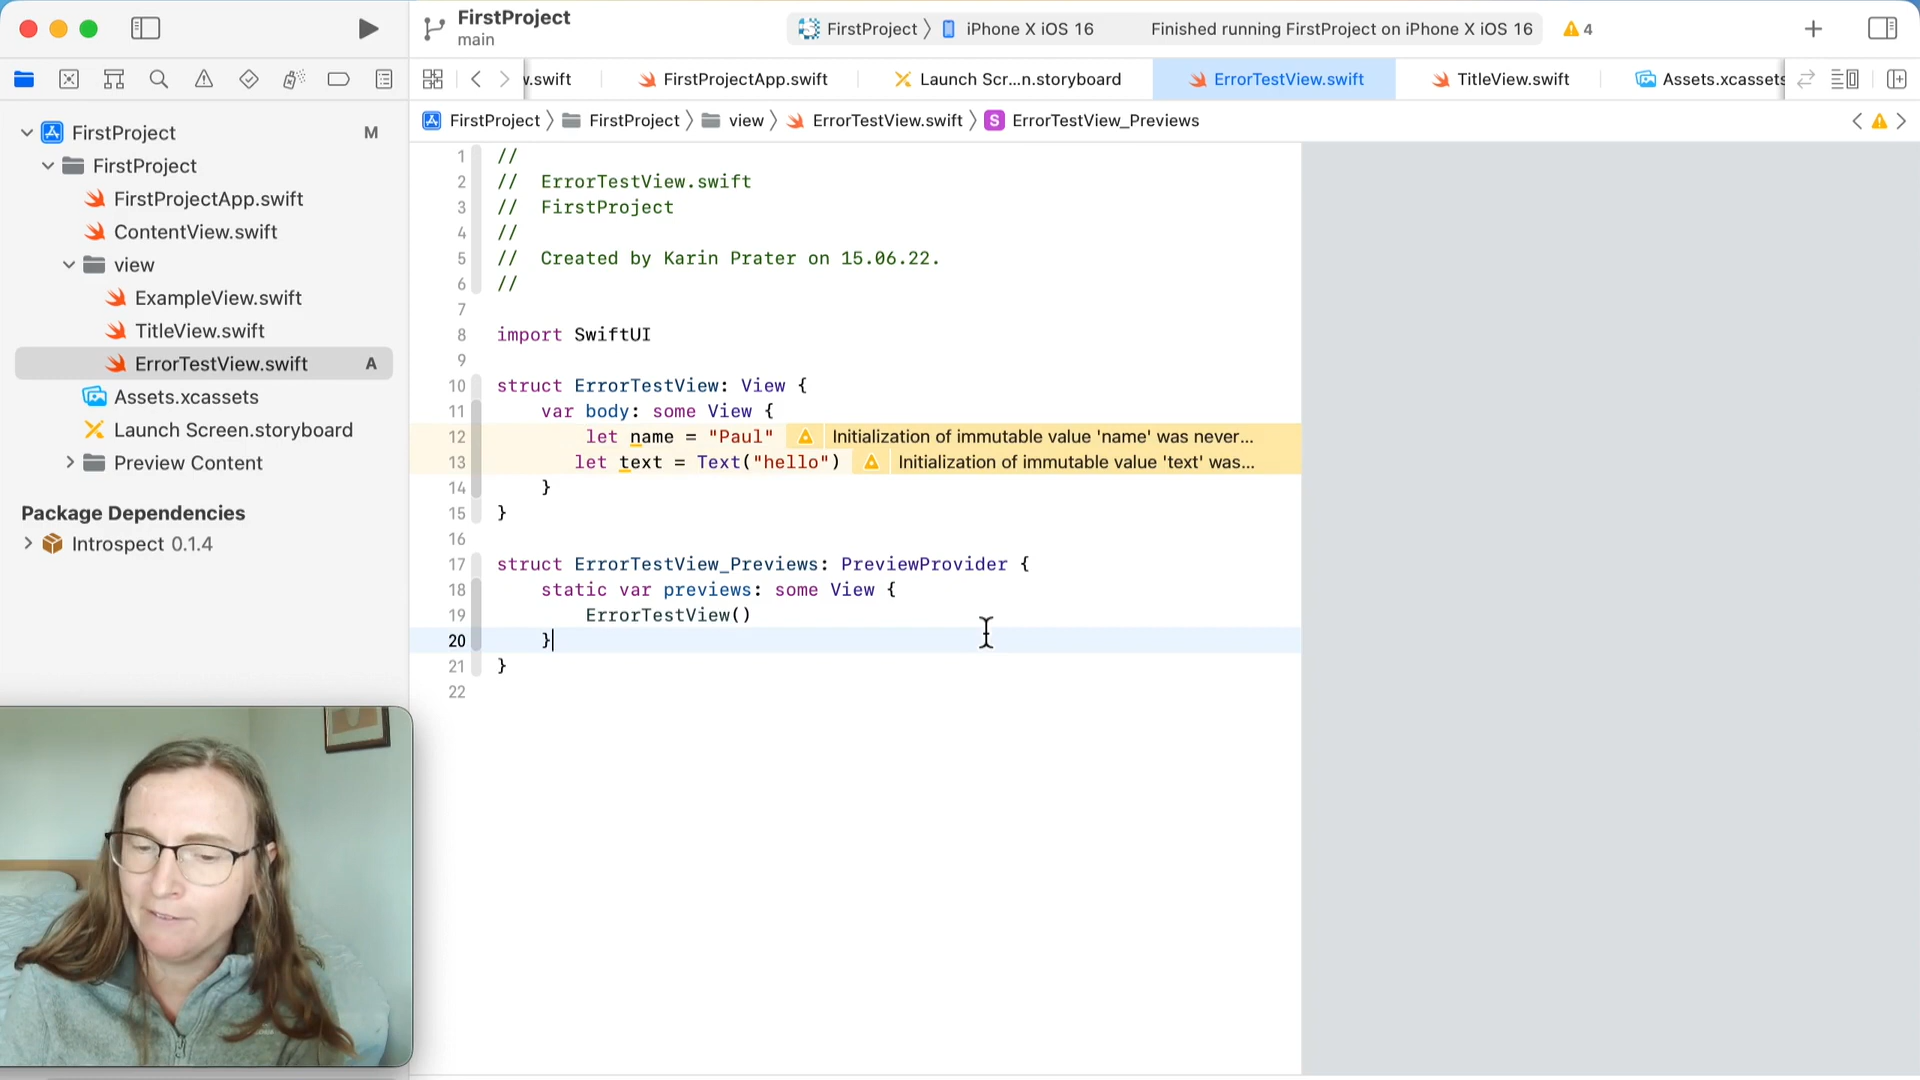 FirstProject
main
FirstProject
iPhone X iOS 16
Finished running FirstProject on iPhone X iOS 16
4
.swift
FirstProjectApp.swift
Launch Scr...n.storyboard
ErrorTestView.swift
TitleView.swift
Assets.xcassets
FirstProject
FirstProject
view
ErrorTestView.swift
S
ErrorTestView_Previews
FirstProject
M
FirstProject
FirstProjectApp.swift
ContentView.swift
view
ExampleView.swift
TitleView.swift
ErrorTestView.swift
A
Assets.xcassets
Launch Screen.storyboard
Preview Content
Package Dependencies
Introspect 0.1.4
1 //
2 //  ErrorTestView.swift
3 //  FirstProject
4 //
5 //  Created by Karin Prater on 15.06.22.
6 //
7
8 import SwiftUI
9
10 struct ErrorTestView: View {
11     var body: some View {
12         let name = "Paul" Initialization of immutable value 'name' was never...
13        let text = Text("hello") Initialization of immutable value 'text' was...
14     }
15 }
16
17 struct ErrorTestView_Previews: PreviewProvider {
18     static var previews: some View {
19         ErrorTestView()
20     }
21 }
22